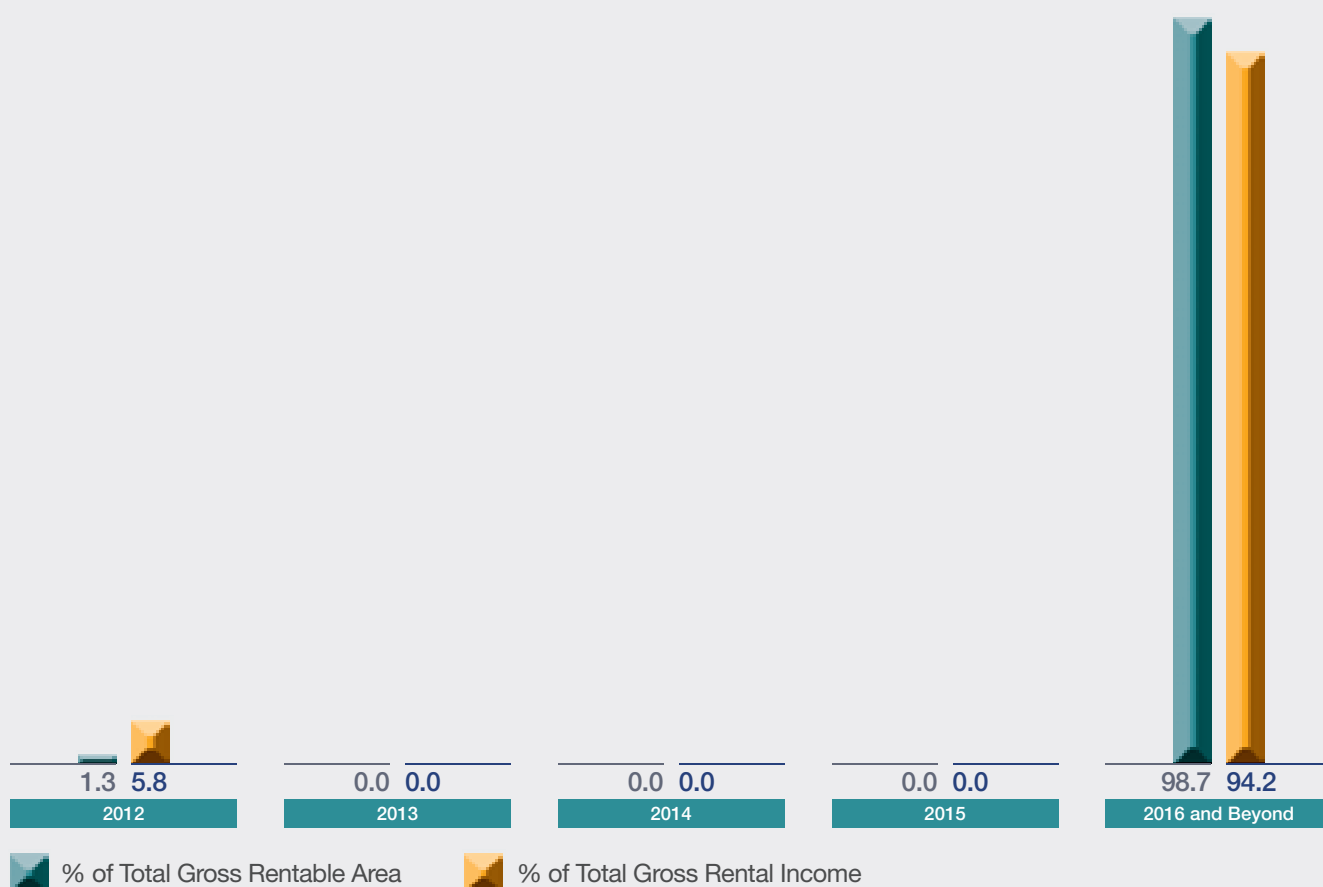 1.3 5.8 0.0 0.0 0.0 0.0 0.0 0.0 98.7 94.2
2012 2013 2014 2015 2016 and Beyond
% of Total Gross Rentable Area % of Total Gross Rental Income